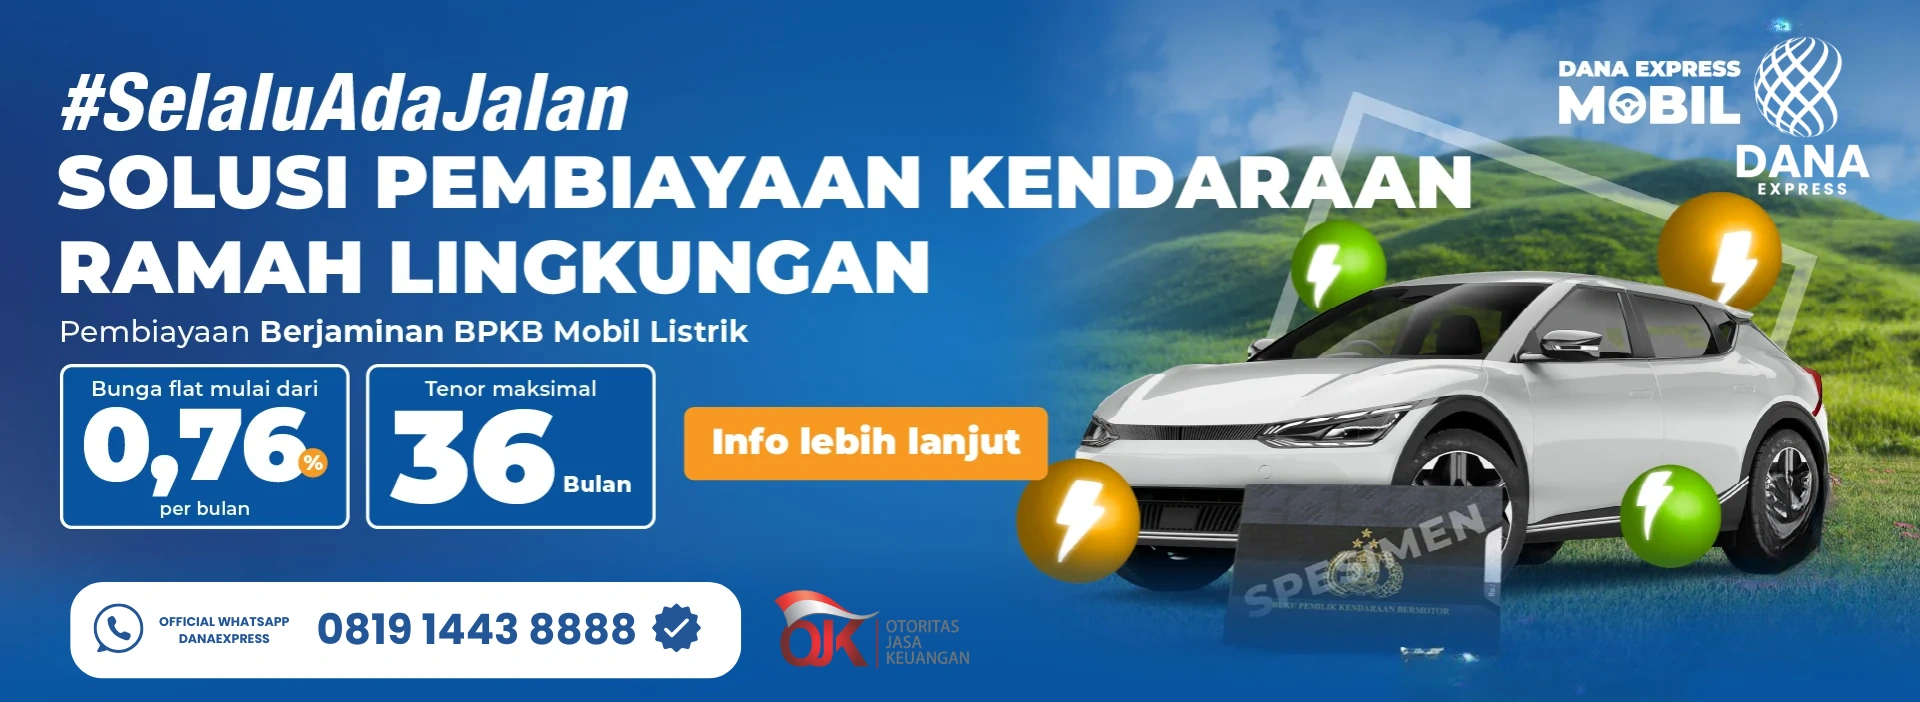 #SelaluAdaJalan
SOLUSI PEMBIAYAAN KENDARAAN
RAMAH LINGKUNGAN
Pembiayaan Berjaminan BPKB Mobil Listrik
Bunga flat mulai dari
0,76%
per bulan
Tenor maksimal
36 Bulan
Info lebih lanjut
OFFICIAL WHATSAPP
DANAEXPRESS
0819 1443 8888
OJK
OTORITAS
JASA
KEUANGAN
DANA EXPRESS
MOBIL
DANA
EXPRESS
SPESIMEN
BUKU PEMILIK KENDARAAN BERMOTOR